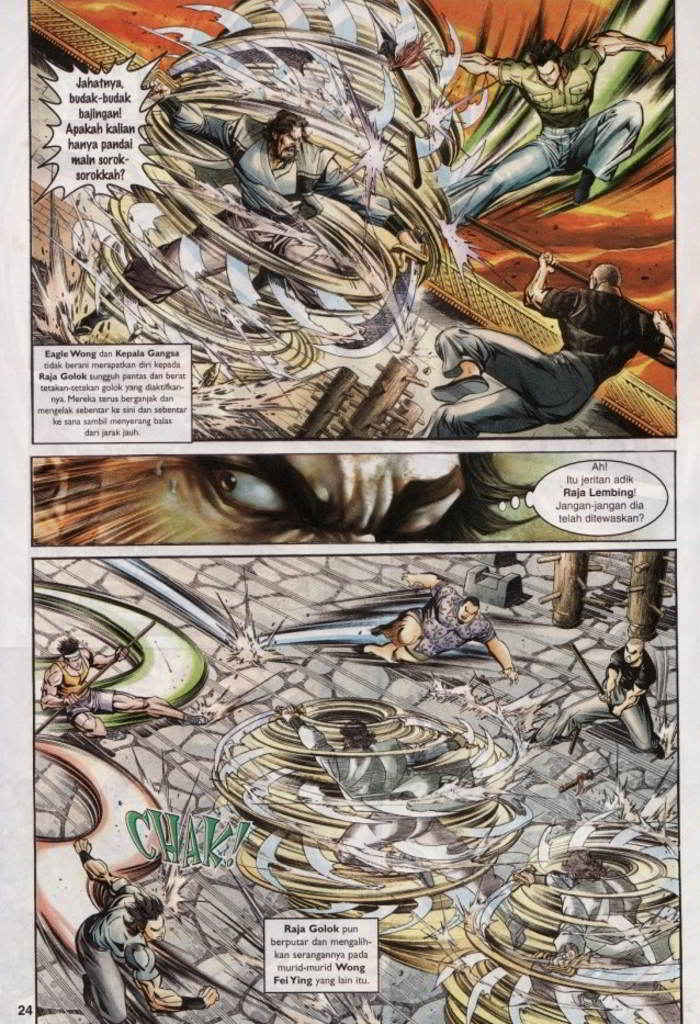 Jahatnya,
budak-budak
bajingan!
Apakah kalian
hanya pandai
main sorok-
sorokkah?
Eagle Wong dan Kepala Gangsa
tidak berani merapatkan diri kepada
Raja Golok sungguh pantas dan berat
tetakan-tetakan golok yang diaktifkan-
nya. Mereka terus berganjak dan
mengelak sebentar ke sini dan sebentar
ke sana sambil menyerang balas
dari jarak jauh.
Ah!
Itu jeritan adik
Raja Lembing!
Jangan-jangan dia
telah ditewaskan?
CHAK!
Raja Golok pun
berputar dan mengalih-
kan serangannya pada
murid-murid Wong
Fei Ying yang lain itu.
24